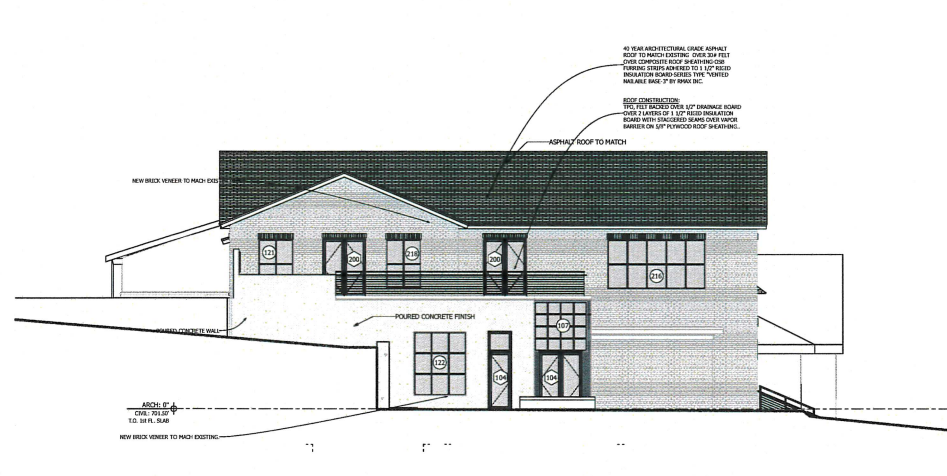 40 YEAR ARCHITECTURAL GRADE ASPHALT
ROOF TO MATCH EXISTING OVER 30# FELT
OVER COMPOSITE ROOF SHEATHING-OSB
FURRING STRIPS ADHERED TO 1 1/2" RIGID
INSULATION BOARD-SERIES TYPE "VENTED
NAILABLE BASE-3" BY RMAX INC.
ROOF CONSTRUCTION:
TPO, FELT BACKED OVER 1/2" DRAINAGE BOARD
OVER 2 LAYERS OF 1 1/2" RIGID INSULATION
BOARD WITH STAGGERED SEAMS OVER VAPOR
BARRIER ON 5/8" PLYWOOD ROOF SHEATHING..
ASPHALT ROOF TO MATCH
NEW BRICK VENEER TO MACH EXIS
121
200
218
200
216
POURED CONCRETE WALL
POURED CONCRETE FINISH
107
122
104
104
ARCH: 0"
CIVIL: 701.50'
T.O. 1st FL. SLAB
NEW BRICK VENEER TO MACH EXISTING.